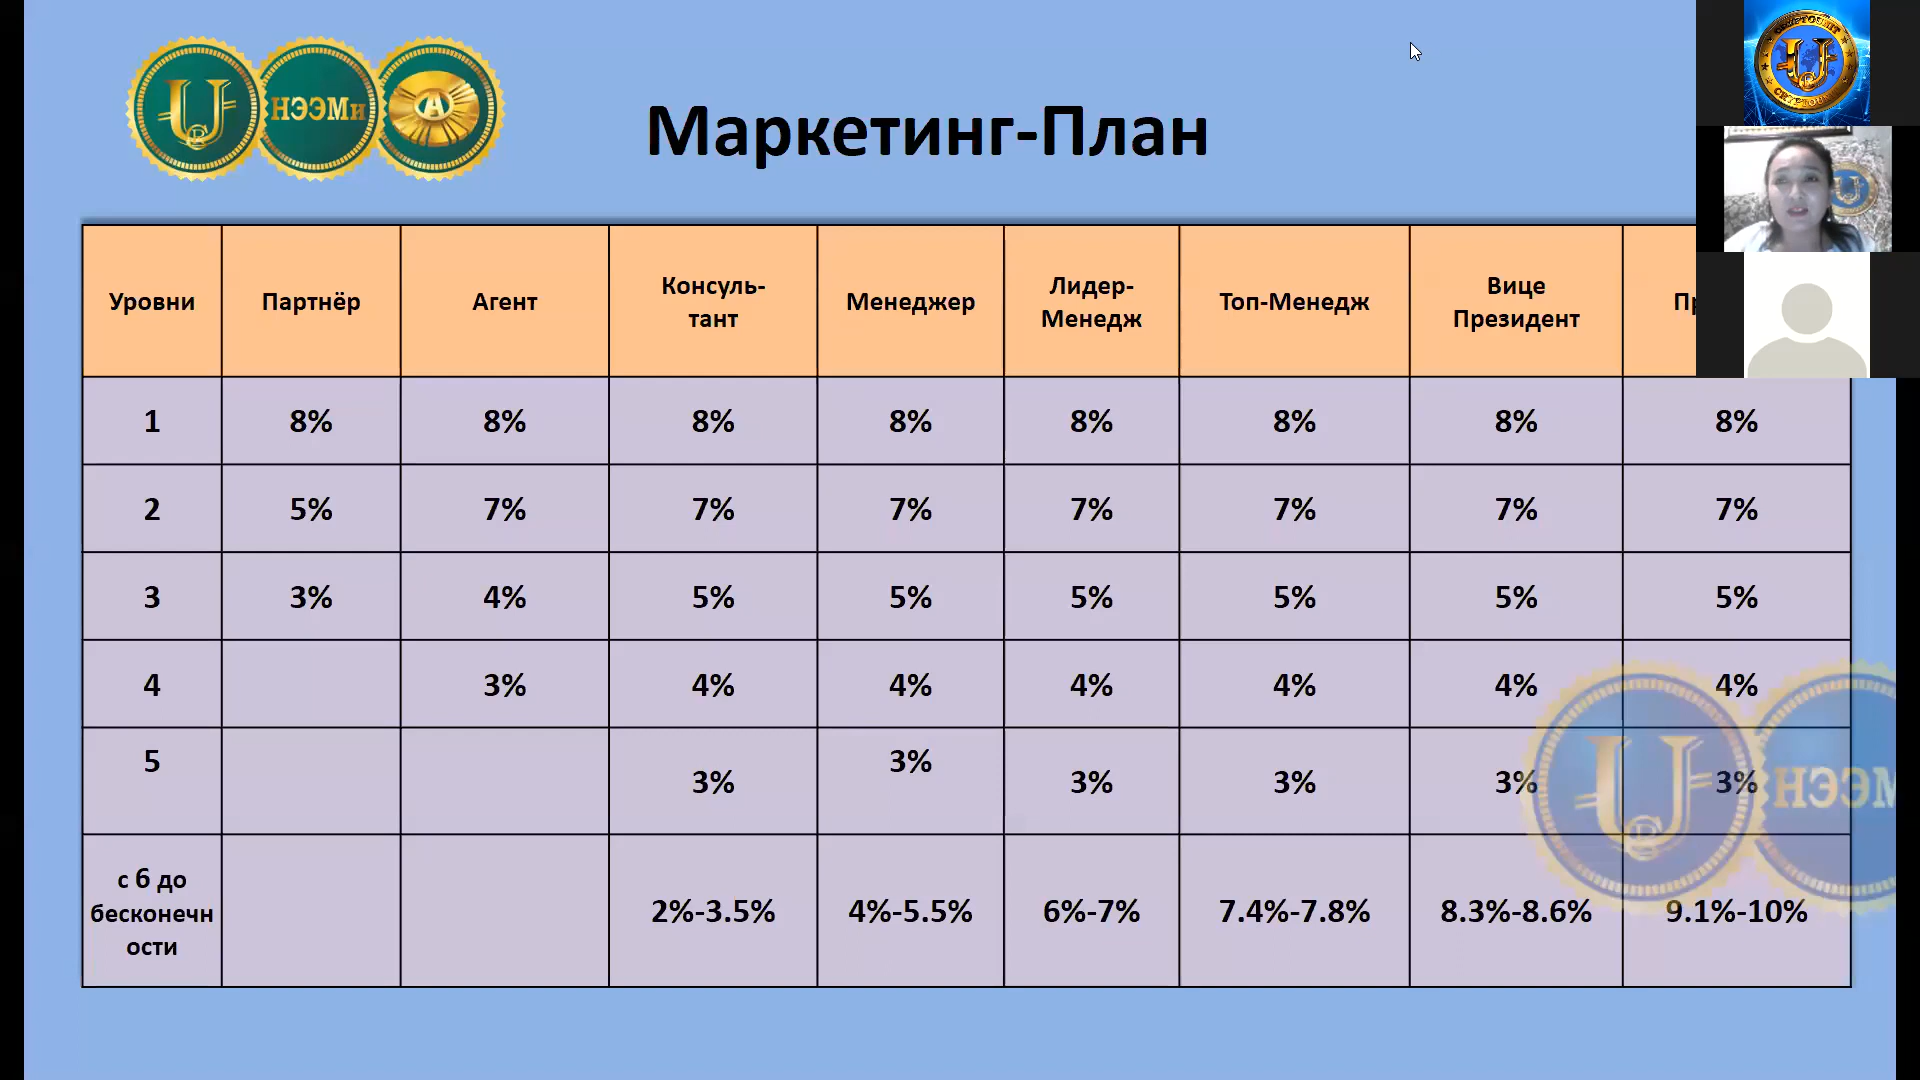 НЭЭМи
Маркетинг-План
CRYPTOUNIT
Уровни Партнёр Агент Консуль-тант Менеджер Лидер-Менедж Топ-Менедж Вице Президент
1 8% 8% 8% 8% 8% 8% 8% 8%
2 5% 7% 7% 7% 7% 7% 7% 7%
3 3% 4% 5% 5% 5% 5% 5% 5%
4 3% 4% 4% 4% 4% 4% 4%
5 3% 3% 3% 3% 3% 3%
с 6 до бесконечности 2%-3.5% 4%-5.5% 6%-7% 7.4%-7.8% 8.3%-8.6% 9.1%-10%